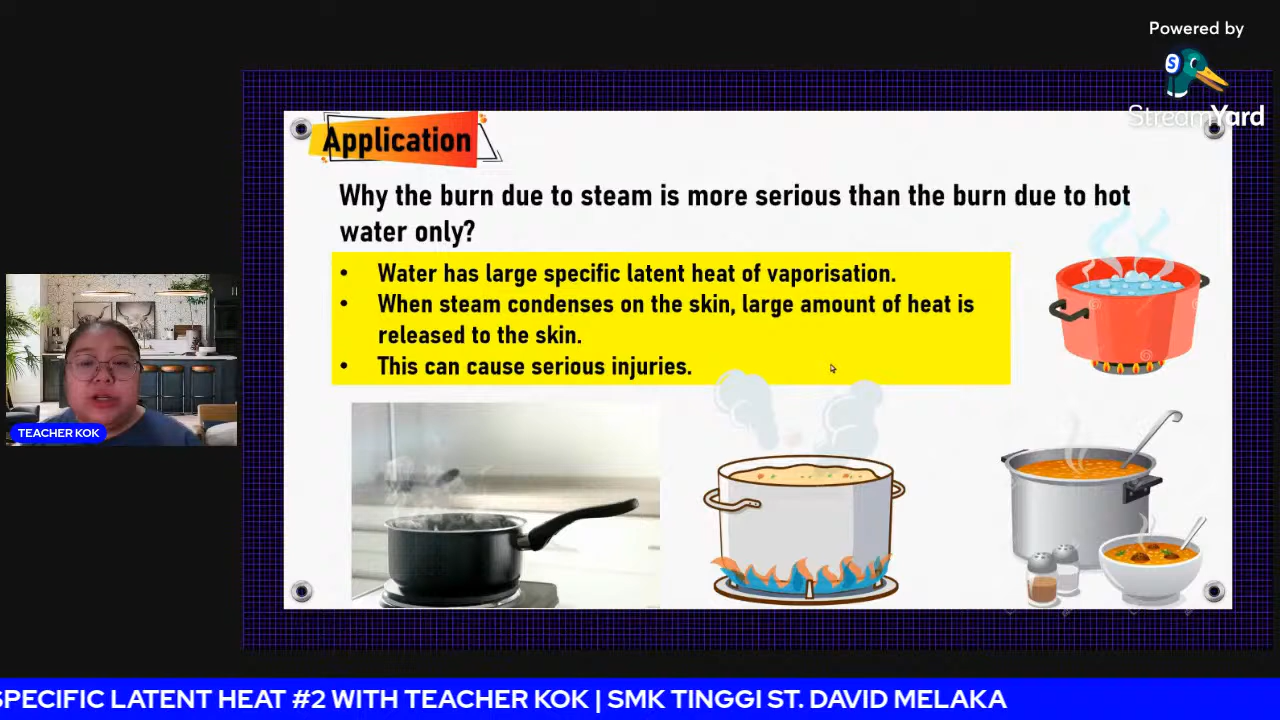 Powered by
StreamYard
Application
Why the burn due to steam is more serious than the burn due to hot
water only?
• Water has large specific latent heat of vaporisation.
• When steam condenses on the skin, large amount of heat is
released to the skin.
• This can cause serious injuries.
TEACHER KOK
SPECIFIC LATENT HEAT #2 WITH TEACHER KOK | SMK TINGGI ST. DAVID MELAKA